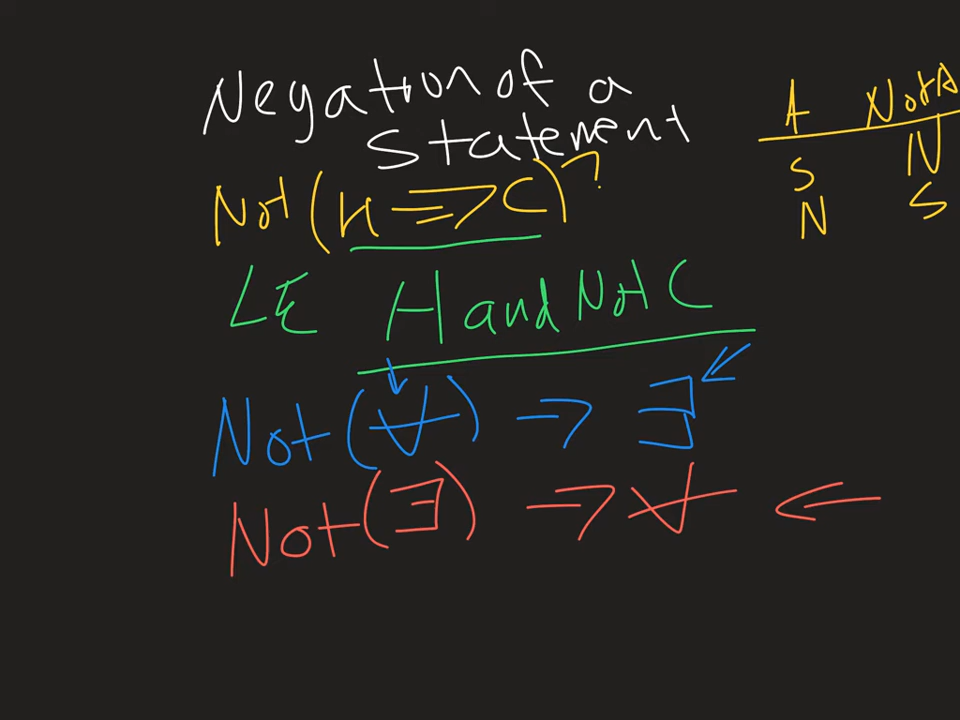 Negation of a
statement
Not(H => C)?
LE H and Not C
Not(∀) => ∃
Not(∃) => ∀ <=
A Not A
S N
N S